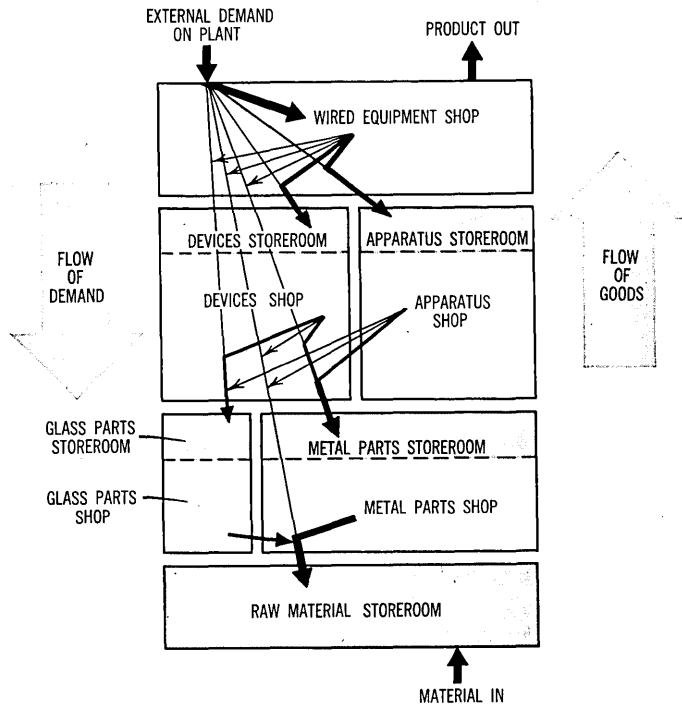 EXTERNAL DEMAND
ON PLANT
PRODUCT OUT
WIRED EQUIPMENT SHOP
DEVICES STOREROOM
APPARATUS STOREROOM
FLOW
OF
DEMAND
FLOW
OF
GOODS
DEVICES SHOP
APPARATUS
SHOP
GLASS PARTS
STOREROOM
METAL PARTS STOREROOM
GLASS PARTS
SHOP
METAL PARTS SHOP
RAW MATERIAL STOREROOM
MATERIAL IN